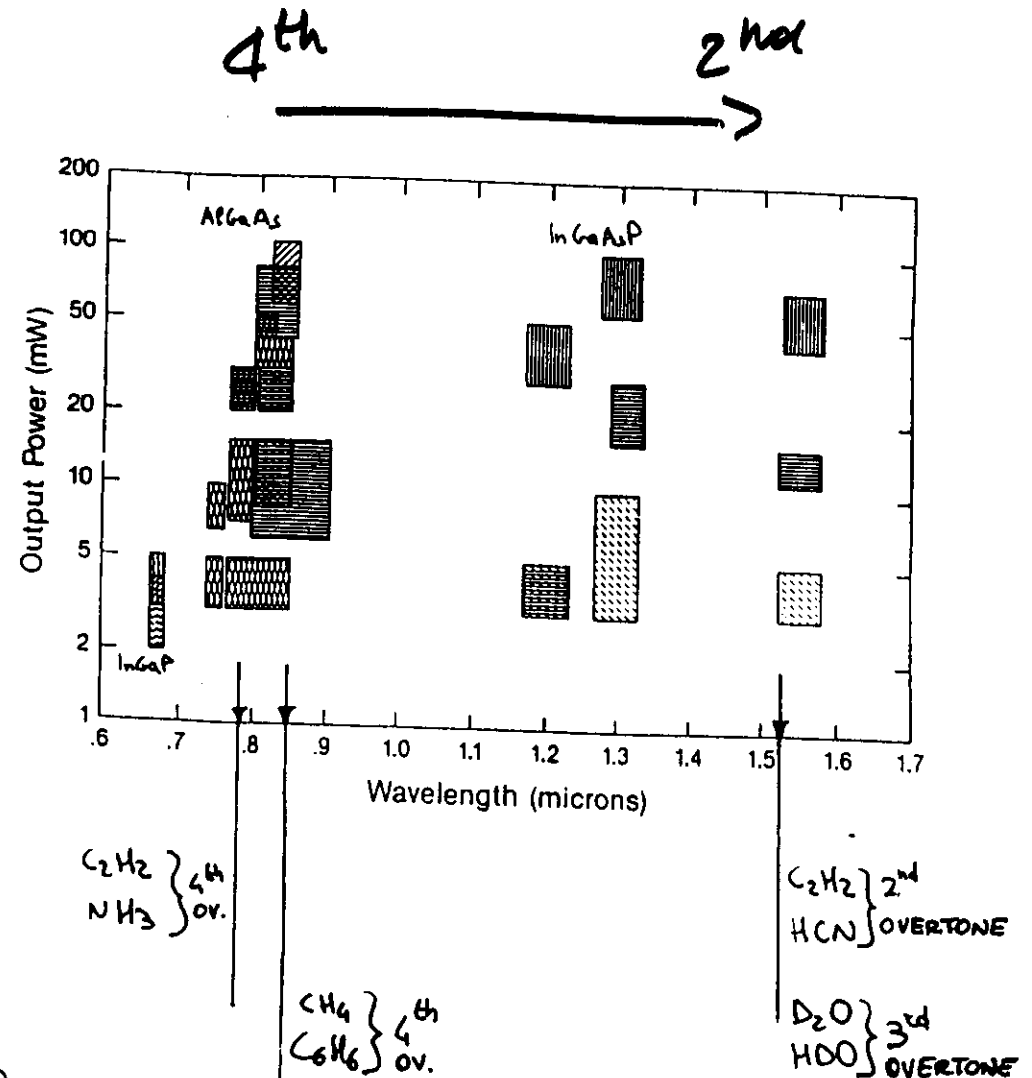 4th 2nd
200
100
50
20
10
5
2
1
Output Power (mW)
AlGaAs
InGaAsP
InGaP
.6 .7 .8 .9 1.0 1.1 1.2 1.3 1.4 1.5 1.6 1.7
Wavelength (microns)
C2H2
NH3
4th
ov.
CH4
C6H6
4th
ov.
C2H2
HCN
2nd
OVERTONE
D2O
HDO
3rd
OVERTONE